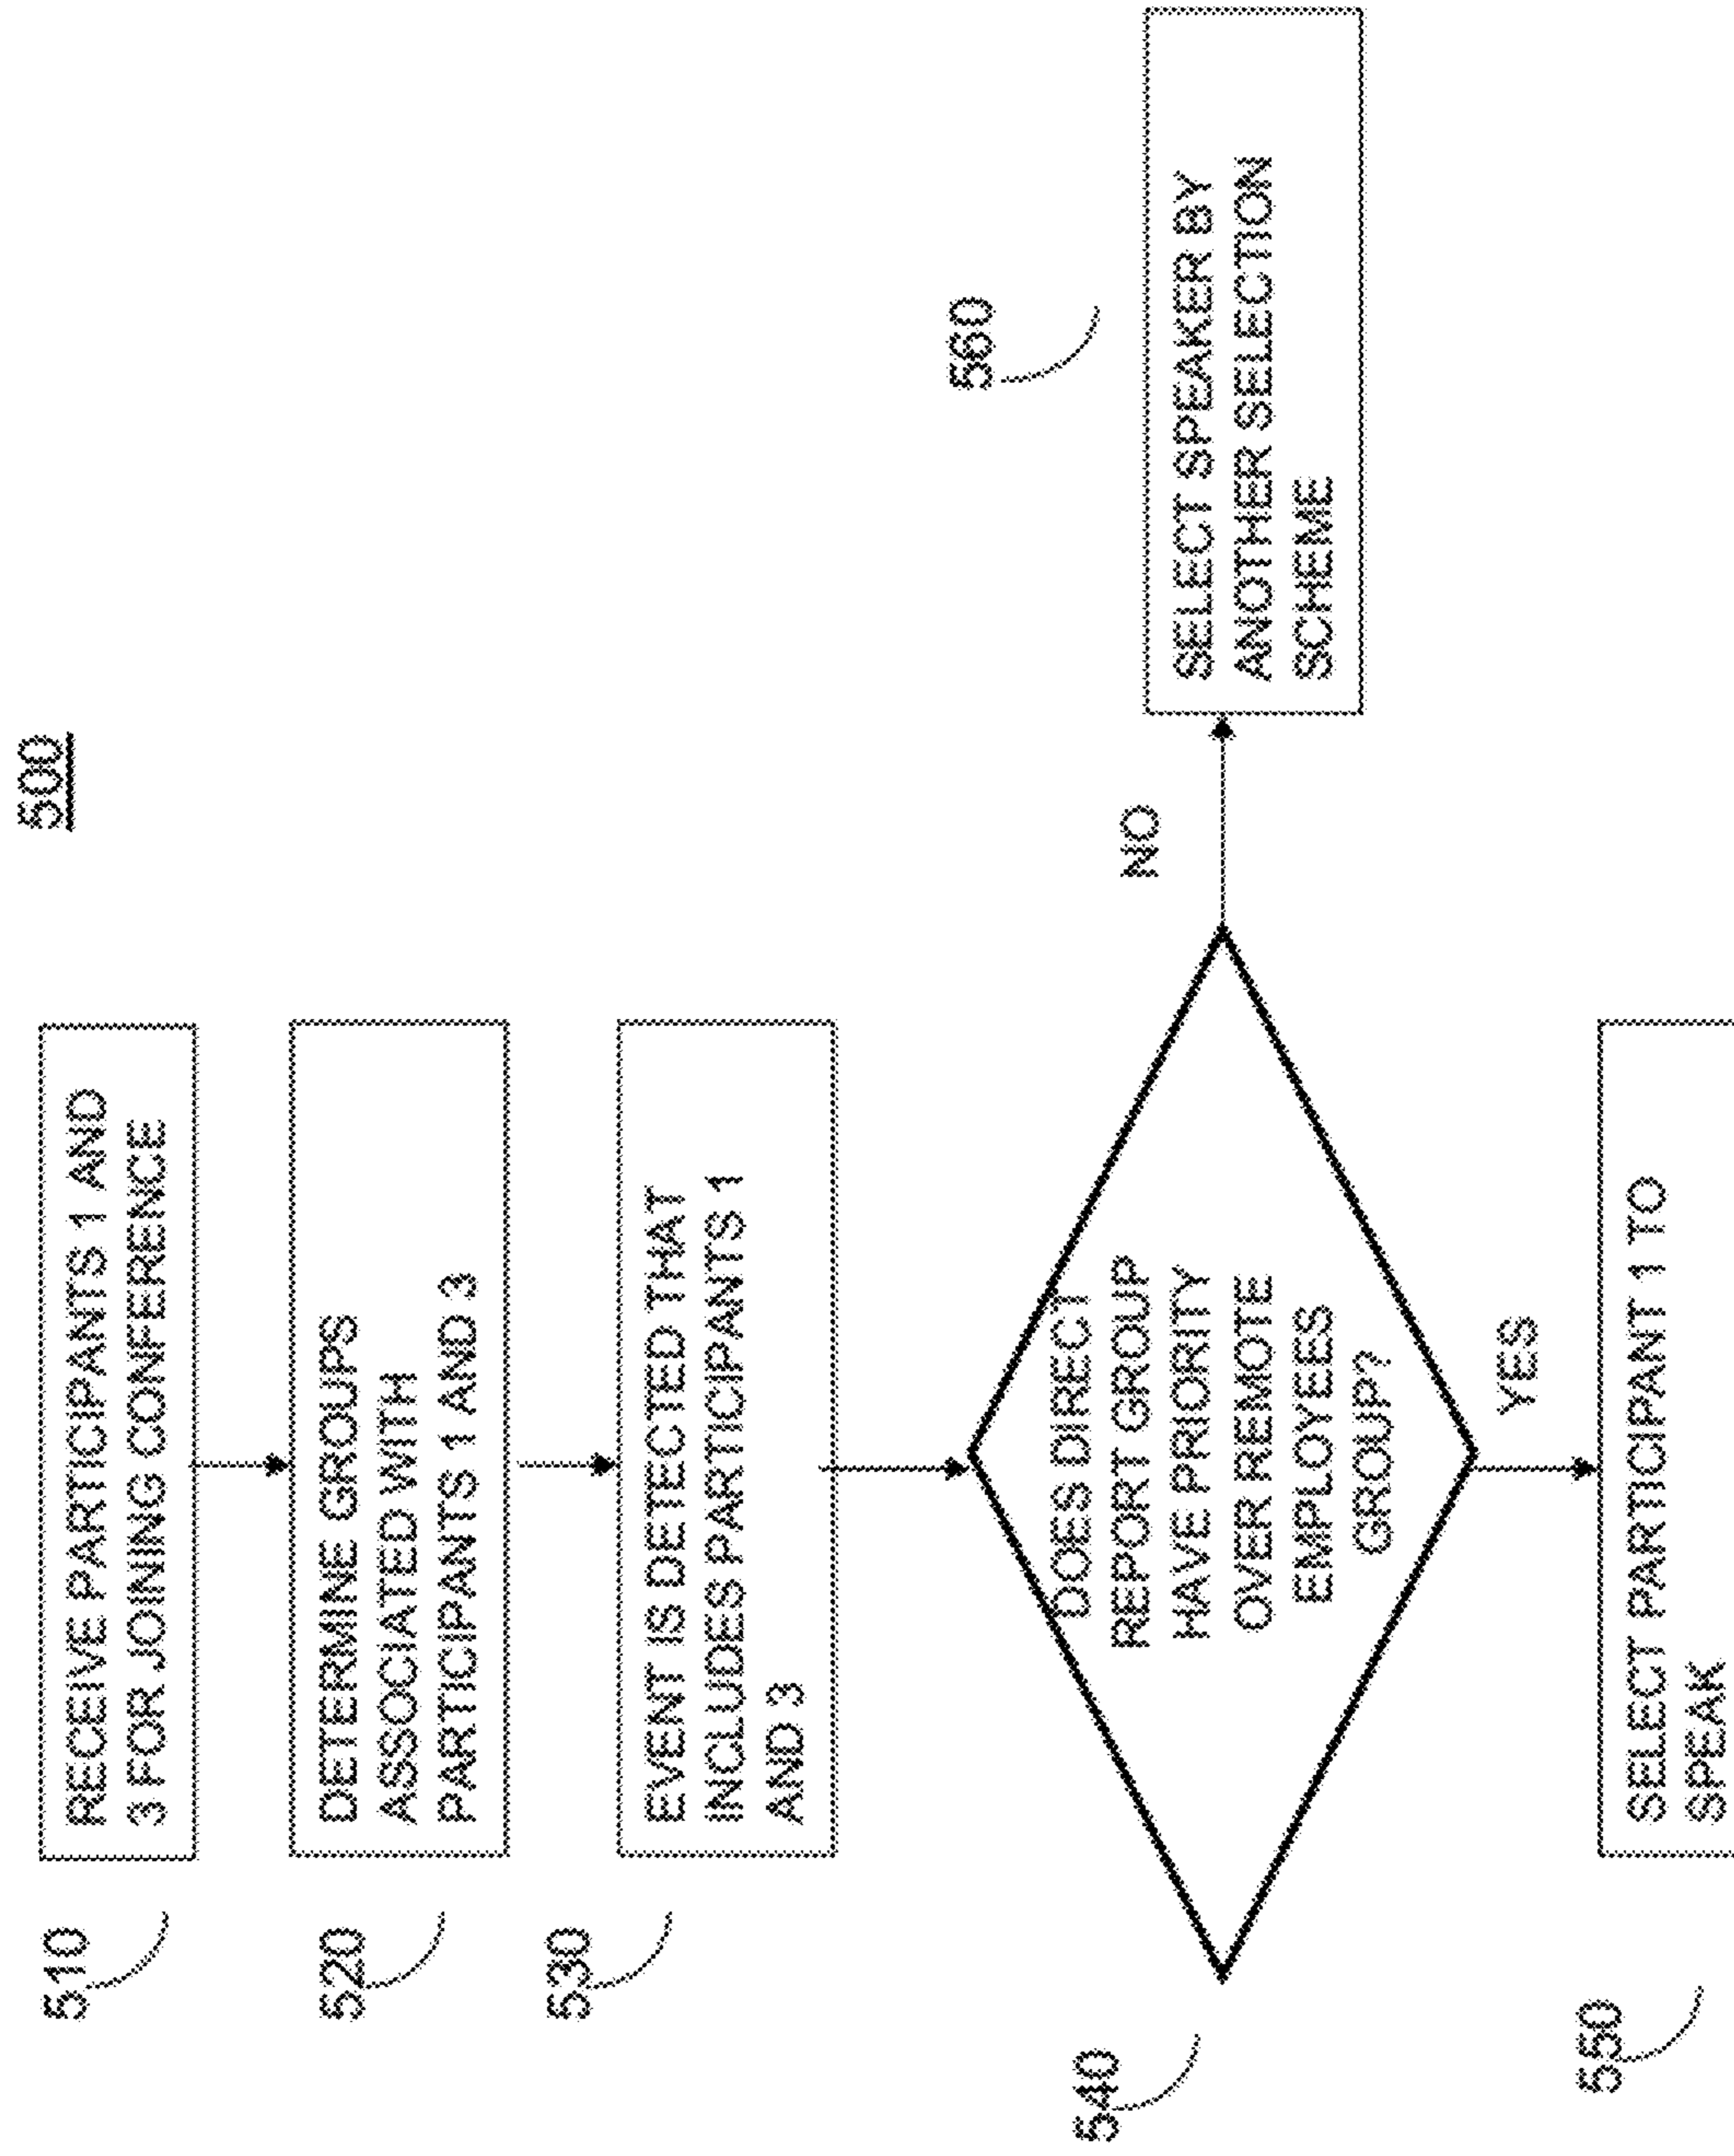 500
510
RECEIVE PARTICIPANTS 1 AND
3 FOR JOINING CONFERENCE
520
DETERMINE GROUPS
ASSOCIATED WITH
PARTICIPANTS 1 AND 3
530
EVENT IS DETECTED THAT
INCLUDES PARTICIPANTS 1
AND 3
540
DOES DIRECT
REPORT GROUP
HAVE PRIORITY
OVER REMOTE
EMPLOYEES
GROUP?
NO
560
SELECT SPEAKER BY
ANOTHER SELECTION
SCHEME
YES
550
SELECT PARTICIPANT 1 TO
SPEAK